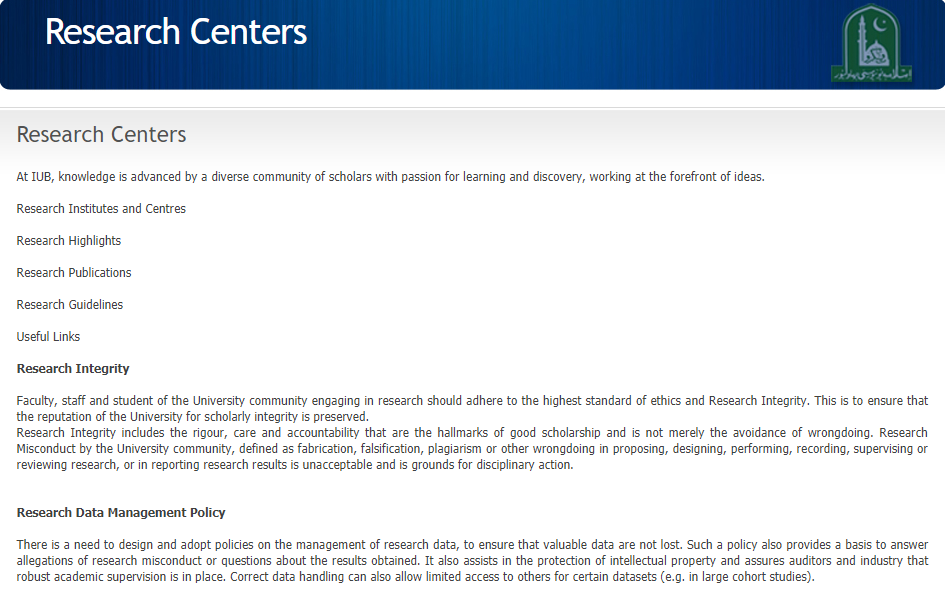 Research Centers
Research Centers
At IUB, knowledge is advanced by a diverse community of scholars with passion for learning and discovery, working at the forefront of ideas.
Research Institutes and Centres
Research Highlights
Research Publications
Research Guidelines
Useful Links
Research Integrity
Faculty, staff and student of the University community engaging in research should adhere to the highest standard of ethics and Research Integrity. This is to ensure that
the reputation of the University for scholarly integrity is preserved.
Research Integrity includes the rigour, care and accountability that are the hallmarks of good scholarship and is not merely the avoidance of wrongdoing. Research
Misconduct by the University community, defined as fabrication, falsification, plagiarism or other wrongdoing in proposing, designing, performing, recording, supervising or
reviewing research, or in reporting research results is unacceptable and is grounds for disciplinary action.
Research Data Management Policy
There is a need to design and adopt policies on the management of research data, to ensure that valuable data are not lost. Such a policy also provides a basis to answer
allegations of research misconduct or questions about the results obtained. It also assists in the protection of intellectual property and assures auditors and industry that
robust academic supervision is in place. Correct data handling can also allow limited access to others for certain datasets (e.g. in large cohort studies).